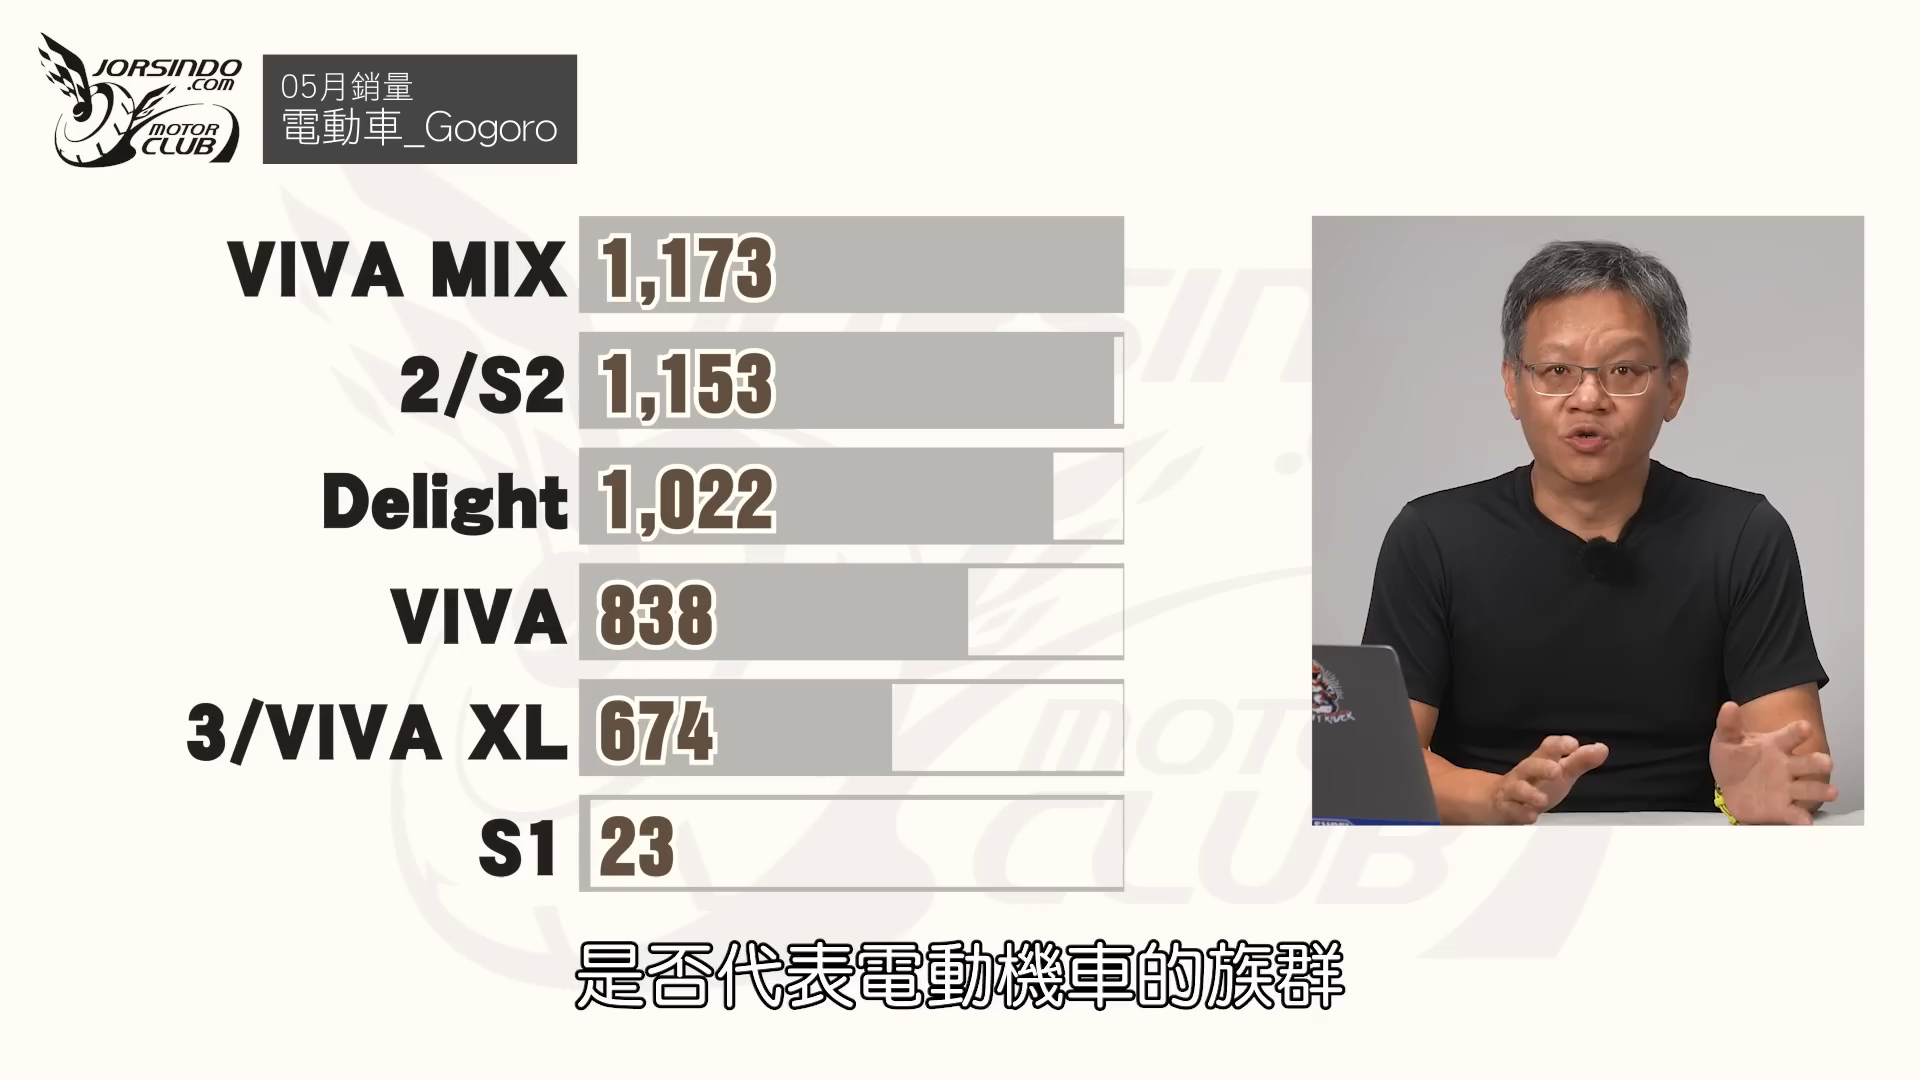 JORSINDO
.COM
MOTOR
CLUB
05月銷量
電動車_Gogoro
VIVA MIX 1,173
2/S2 1,153
Delight 1,022
VIVA 838
3/VIVA XL 674
S1 23
是否代表電動機車的族群